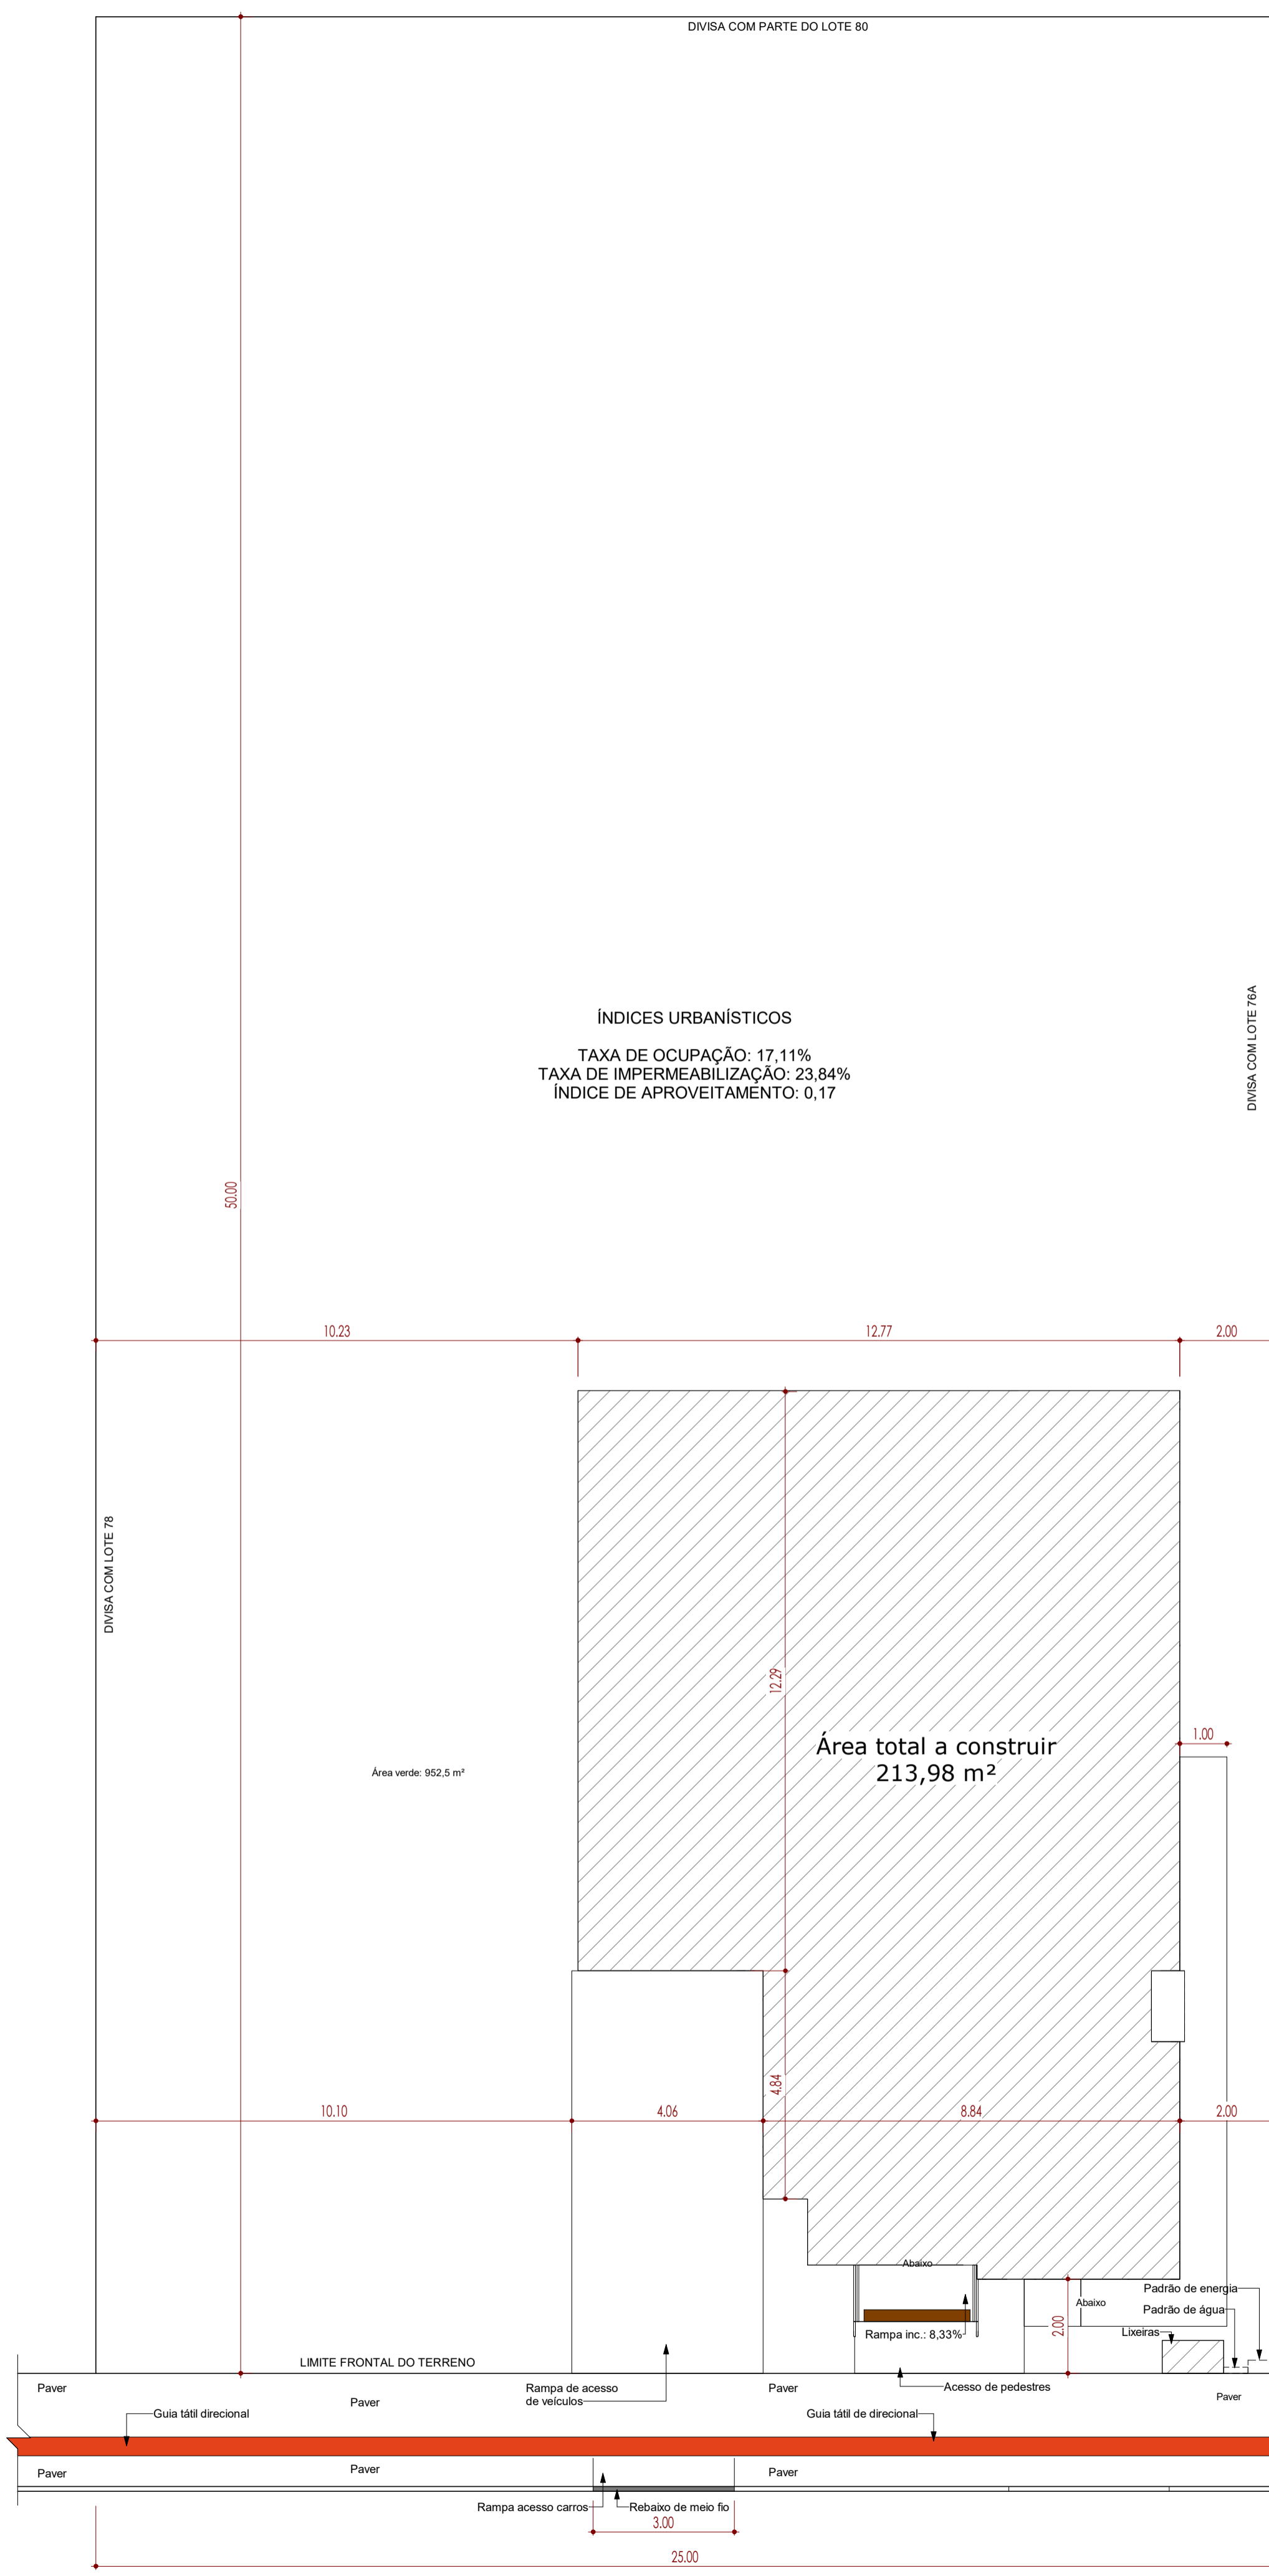 DIVISA COM PARTE DO LOTE 80
ÍNDICES URBANÍSTICOS
TAXA DE OCUPAÇÃO: 17,11%
TAXA DE IMPERMEABILIZAÇÃO: 23,84%
ÍNDICE DE APROVEITAMENTO: 0,17
DIVISA COM LOTE 76A
50.00
10.23
12.77
2.00
DIVISA COM LOTE 78
12.29
Área total a construir
213,98 m²
1.00
Área verde: 952,5 m²
4.84
10.10
4.06
8.84
2.00
Abaixo
Padrão de energia
Abaixo
Padrão de água
2.00
Lixeiras
Rampa inc.: 8,33%
LIMITE FRONTAL DO TERRENO
Paver
Rampa de acesso
de veículos
Paver
Acesso de pedestres
Paver
Paver
Guia tátil direcional
Guia tátil de direcional
Paver
Paver
Paver
Rampa acesso carros
Rebaixo de meio fio
3.00
25.00